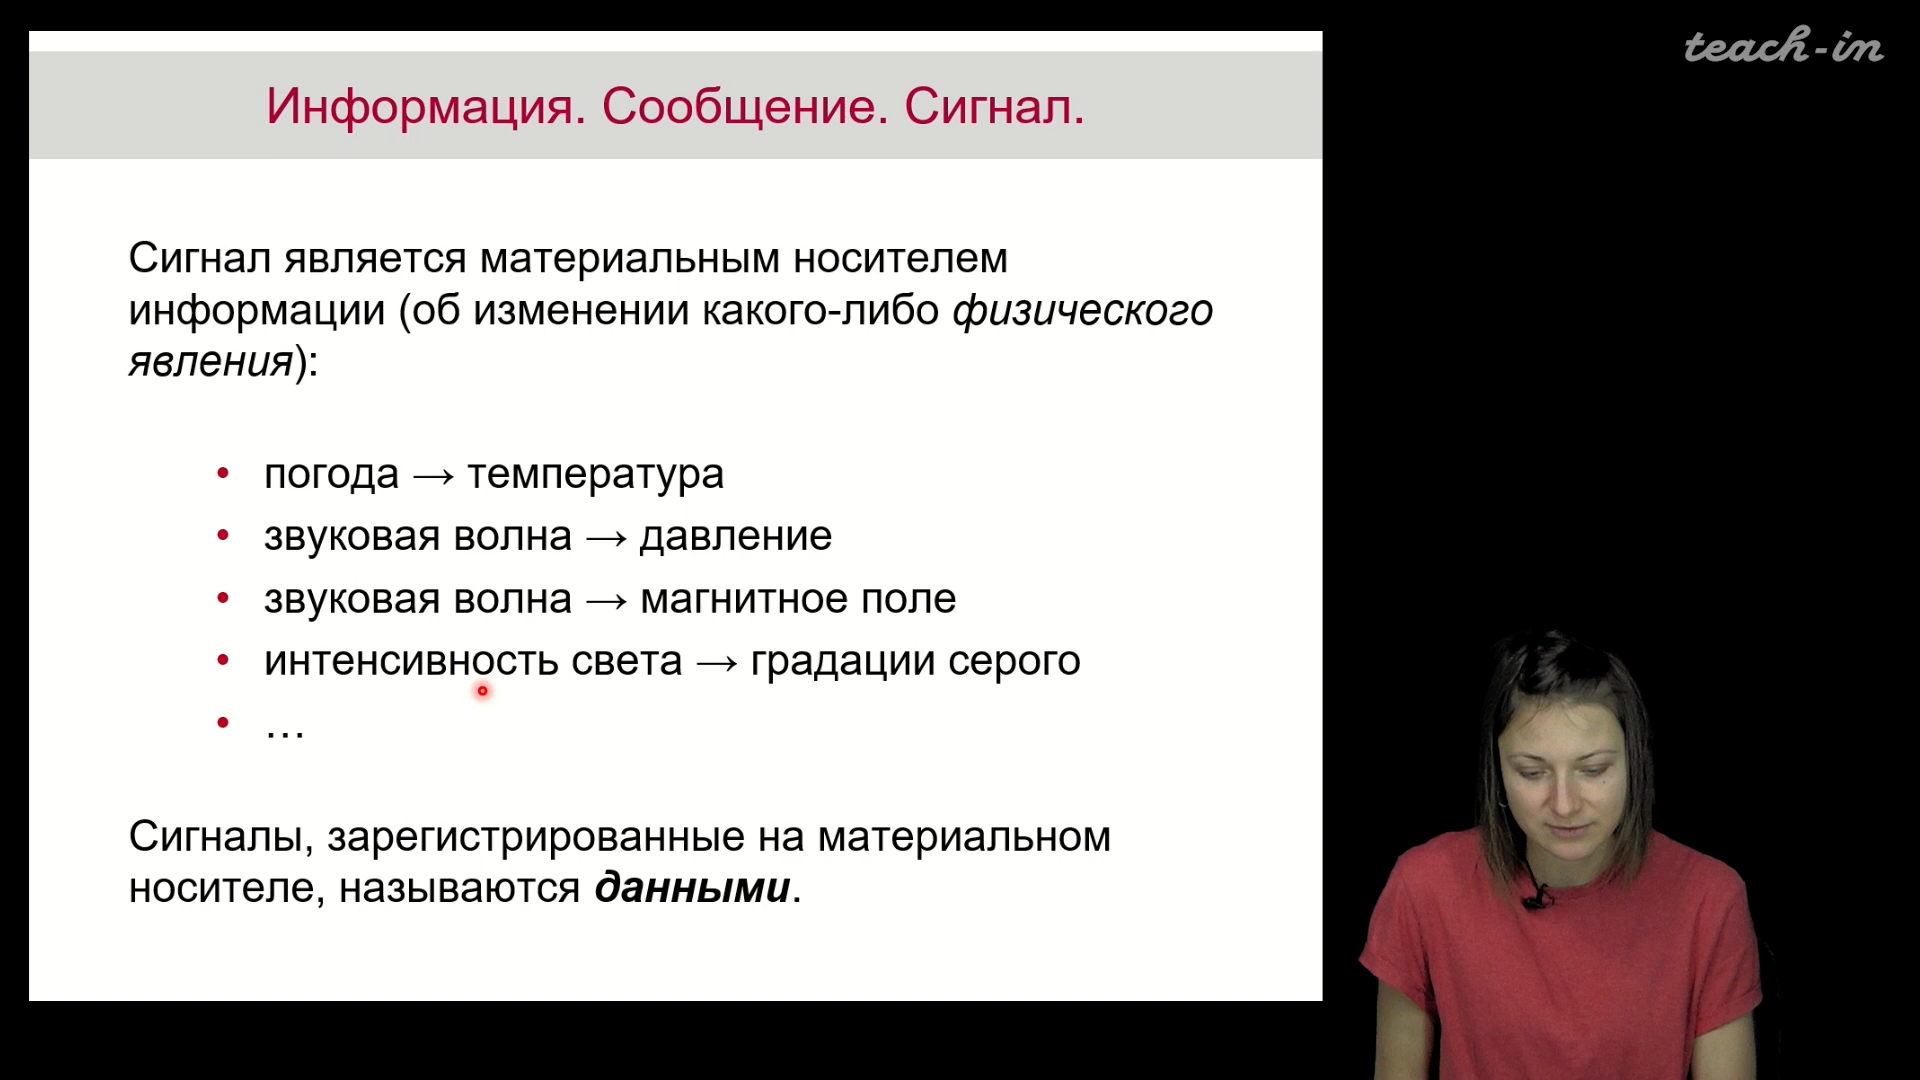 teach-in
Информация. Сообщение. Сигнал.
Сигнал является материальным носителем
информации (об изменении какого-либо физического
явления):
• погода → температура
• звуковая волна → давление
• звуковая волна → магнитное поле
• интенсивность света → градации серого
• …
Сигналы, зарегистрированные на материальном
носителе, называются данными.